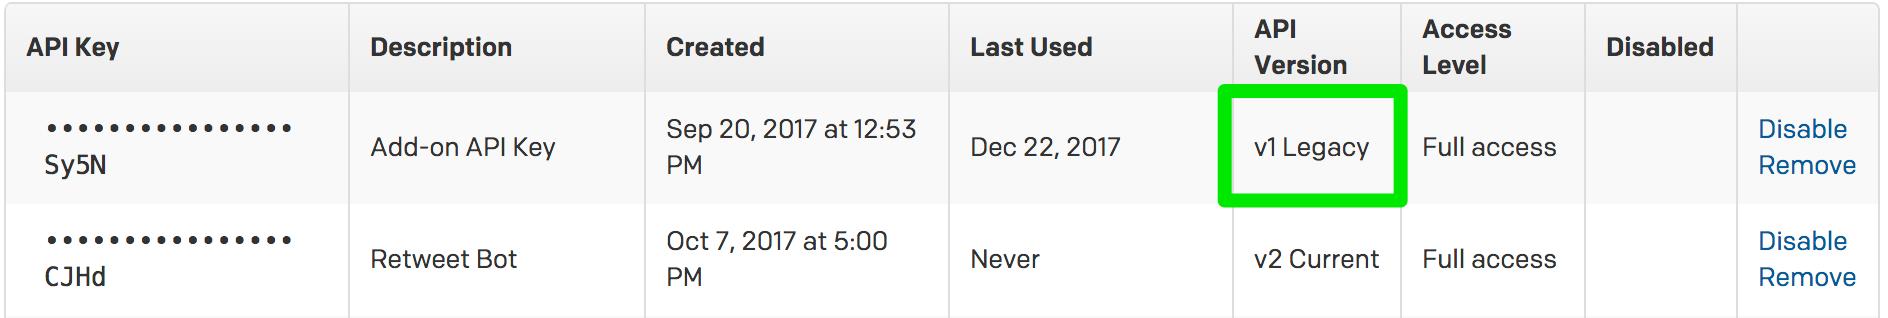 API Key Description Created Last Used API Version Access Level Disabled
•••••••••••••••• Sy5N Add-on API Key Sep 20, 2017 at 12:53 PM Dec 22, 2017 v1 Legacy Full access Disable Remove
•••••••••••••••• CJHd Retweet Bot Oct 7, 2017 at 5:00 PM Never v2 Current Full access Disable Remove